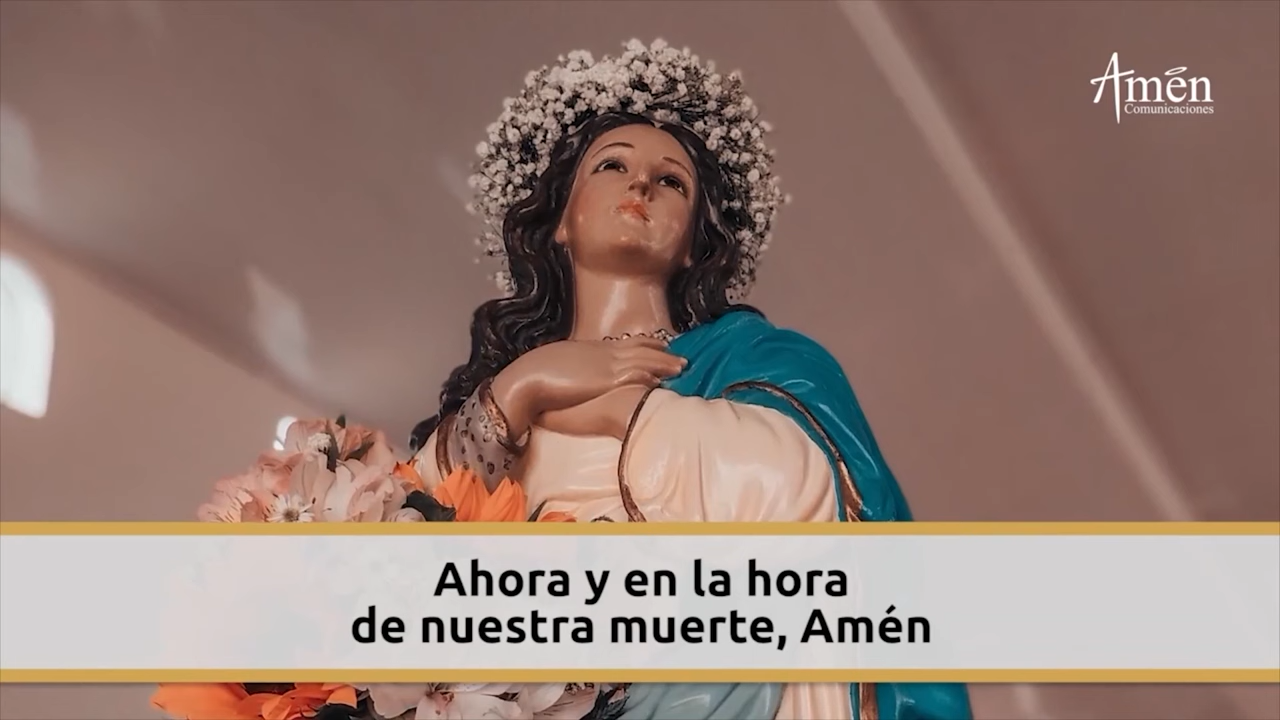 Amén
Comunicaciones
Ahora y en la hora
de nuestra muerte, Amén